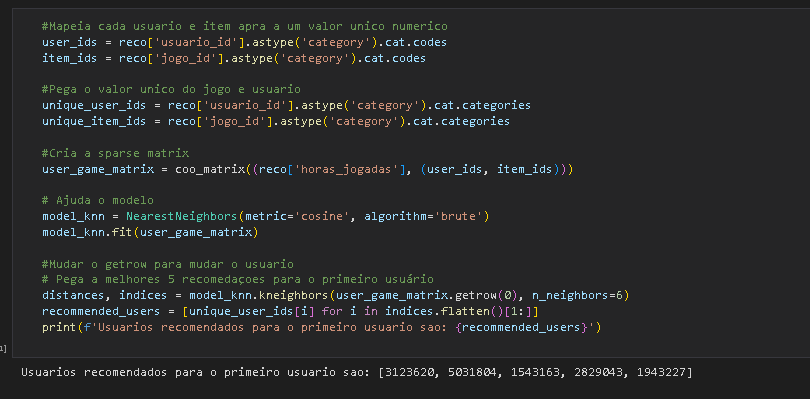 #Mapeia cada usuario e item apra a um valor unico numerico
user_ids = reco['usuario_id'].astype('category').cat.codes
item_ids = reco['jogo_id'].astype('category').cat.codes
#Pega o valor unico do jogo e usuario
unique_user_ids = reco['usuario_id'].astype('category').cat.categories
unique_item_ids = reco['jogo_id'].astype('category').cat.categories
#Cria a sparse matrix
user_game_matrix = coo_matrix((reco['horas_jogadas'], (user_ids, item_ids)))
# Ajuda o modelo
model_knn = NearestNeighbors(metric='cosine', algorithm='brute')
model_knn.fit(user_game_matrix)
#Mudar o getrow para mudar o usuario
# Pega a melhores 5 recomedaçoes para o primeiro usuário
distances, indices = model_knn.kneighbors(user_game_matrix.getrow(0), n_neighbors=6)
recommended_users = [unique_user_ids[i] for i in indices.flatten()[1:]]
print(f'Usuarios recomendados para o primeiro usuario sao: {recommended_users}')
Usuarios recomendados para o primeiro usuario sao: [3123620, 5031804, 1543163, 2829043, 1943227]